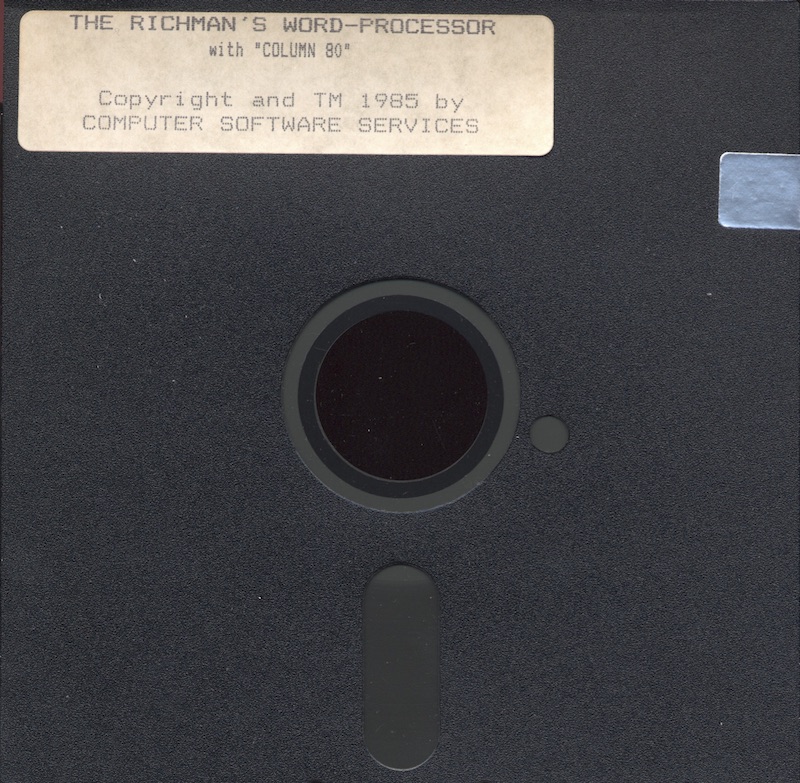 THE RICHMAN'S WORD-PROCESSOR
with "COLUMN 80"
Copyright and TM 1985 by
COMPUTER SOFTWARE SERVICES